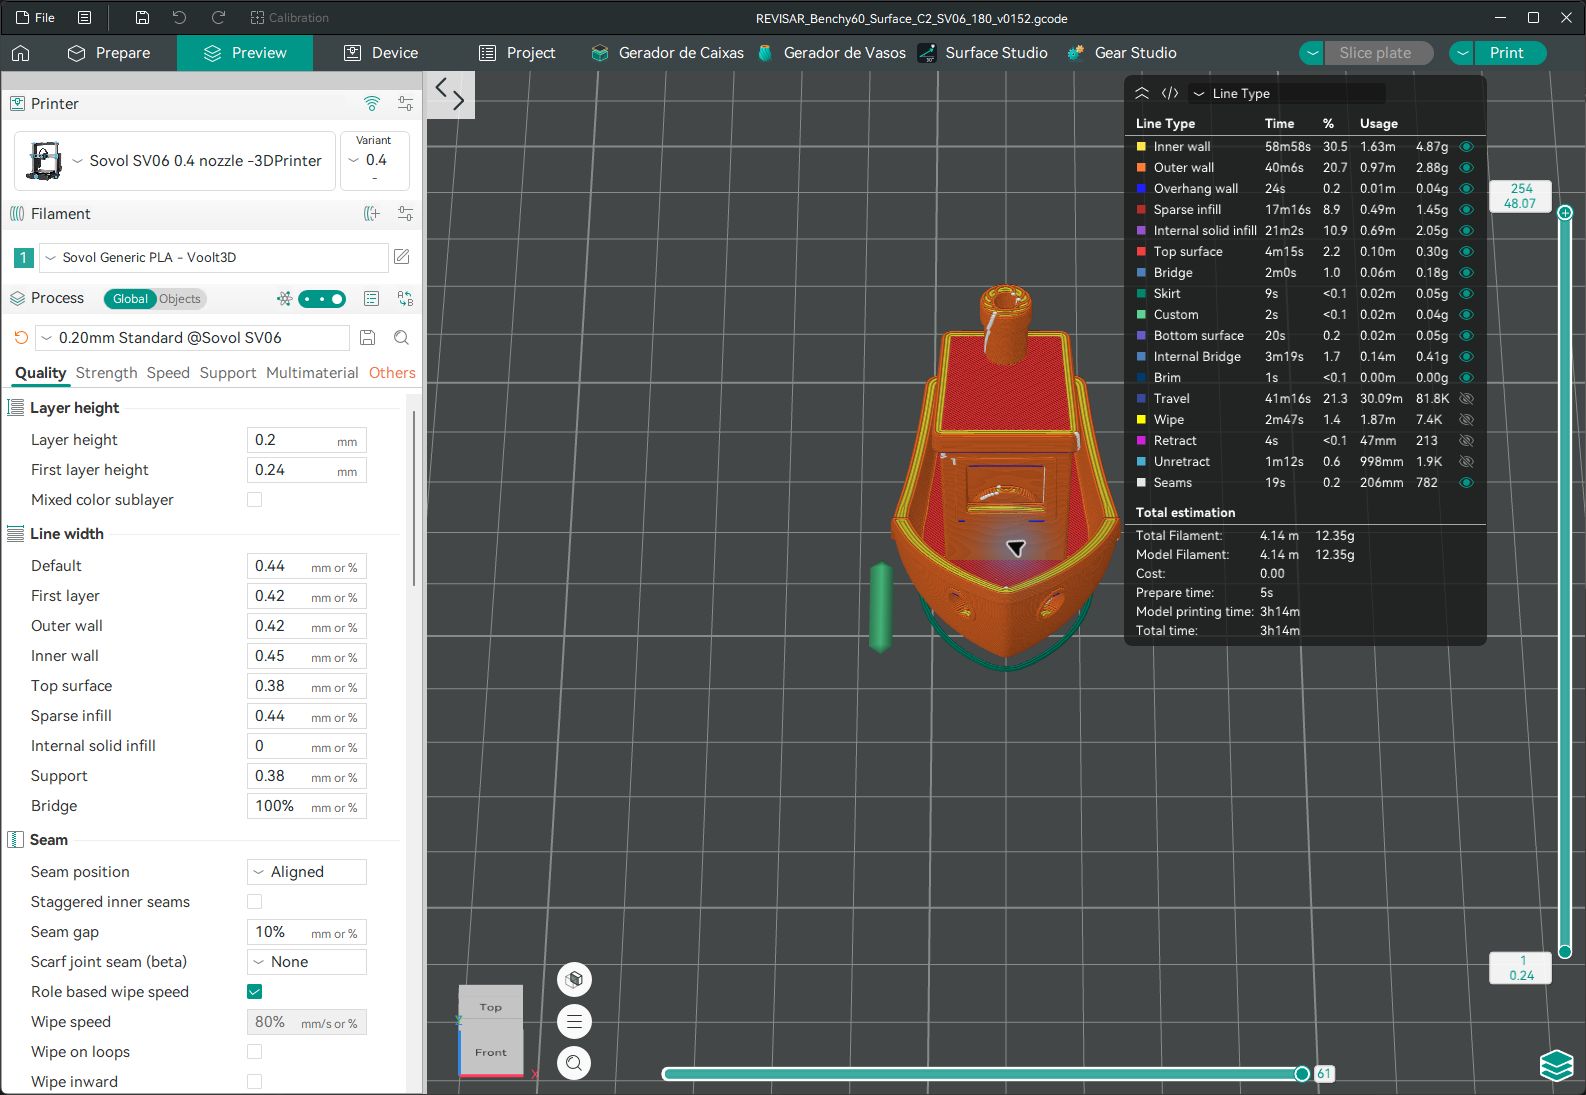 File
Calibration
REVISAR_Benchy60_Surface_C2_SV06_180_v0152.gcode
Prepare
Preview
Device
Project
Gerador de Caixas
Gerador de Vasos
Surface Studio
Gear Studio
Slice plate
Print
Printer
Sovol SV06 0.4 nozzle -3DPrinter
Variant
0.4
-
Filament
1
Sovol Generic PLA - Voolt3D
Process
Global
Objects
0.20mm Standard @Sovol SV06
Quality Strength Speed Support Multimaterial Others
Layer height
Layer height 0.2 mm
First layer height 0.24 mm
Mixed color sublayer
Line width
Default 0.44 mm or %
First layer 0.42 mm or %
Outer wall 0.42 mm or %
Inner wall 0.45 mm or %
Top surface 0.38 mm or %
Sparse infill 0.44 mm or %
Internal solid infill 0 mm or %
Support 0.38 mm or %
Bridge 100% mm or %
Seam
Seam position Aligned
Staggered inner seams
Seam gap 10% mm or %
Scarf joint seam (beta) None
Role based wipe speed
Wipe speed 80% mm/s or %
Wipe on loops
Wipe inward
Line Type
Line Type Time % Usage
Inner wall 58m58s 30.5 1.63m 4.87g
Outer wall 40m6s 20.7 0.97m 2.88g
Overhang wall 24s 0.2 0.01m 0.04g
Sparse infill 17m16s 8.9 0.49m 1.45g
Internal solid infill 21m2s 10.9 0.69m 2.05g
Top surface 4m15s 2.2 0.10m 0.30g
Bridge 2m0s 1.0 0.06m 0.18g
Skirt 9s <0.1 0.02m 0.05g
Custom 2s <0.1 0.02m 0.04g
Bottom surface 20s 0.2 0.02m 0.05g
Internal Bridge 3m19s 1.7 0.14m 0.41g
Brim 1s <0.1 0.00m 0.00g
Travel 41m16s 21.3 30.09m 81.8K
Wipe 2m47s 1.4 1.87m 7.4K
Retract 4s <0.1 47mm 213
Unretract 1m12s 0.6 998mm 1.9K
Seams 19s 0.2 206mm 782
Total estimation
Total Filament: 4.14 m 12.35g
Model Filament: 4.14 m 12.35g
Cost: 0.00
Prepare time: 5s
Model printing time: 3h14m
Total time: 3h14m
254
48.07
1
0.24
Top
Front
X
61